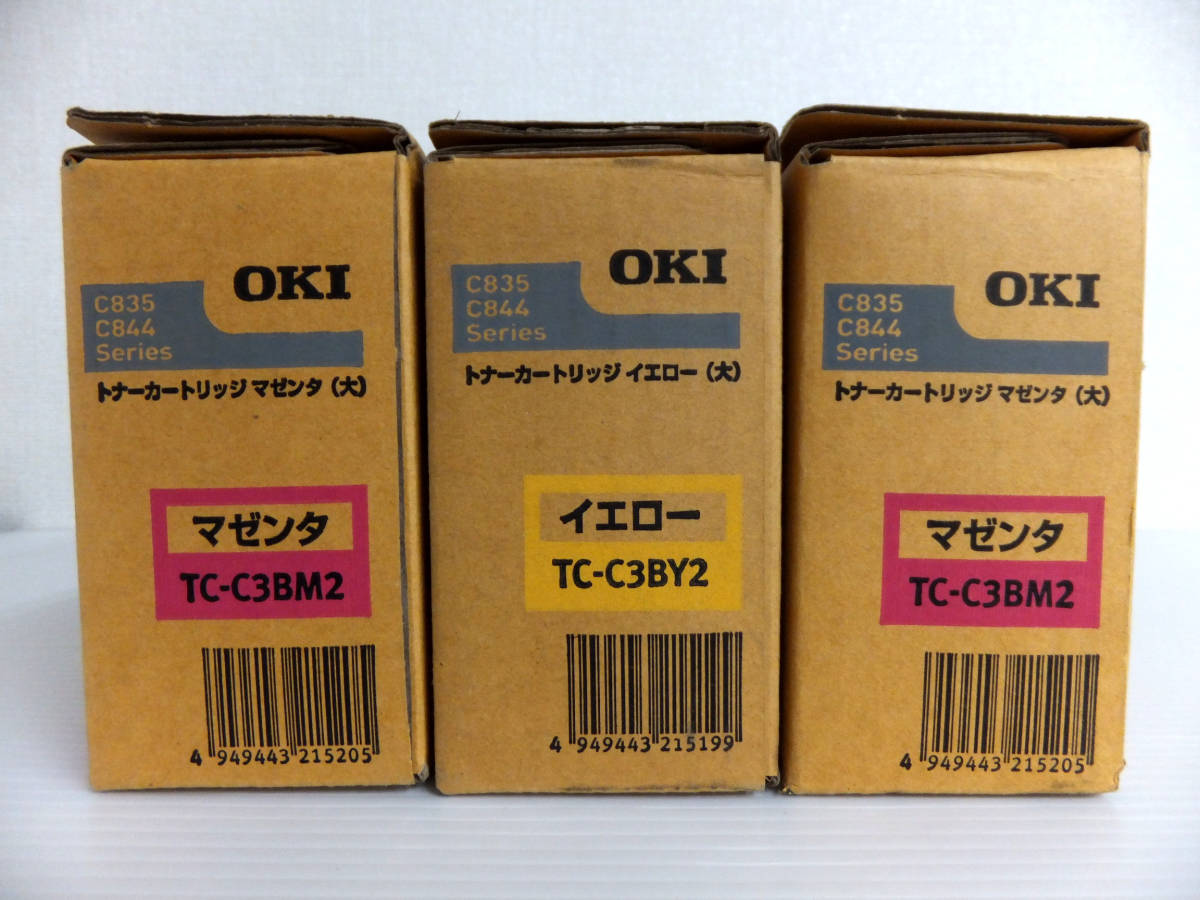 OKI
C835
C844
Series
トナーカートリッジ マゼンタ (大)
マゼンタ
TC-C3BM2
4 949443 215205
OKI
C835
C844
Series
トナーカートリッジ イエロー (大)
イエロー
TC-C3BY2
4 949443 215199
OKI
C835
C844
Series
トナーカートリッジ マゼンタ (大)
マゼンタ
TC-C3BM2
4 949443 215205